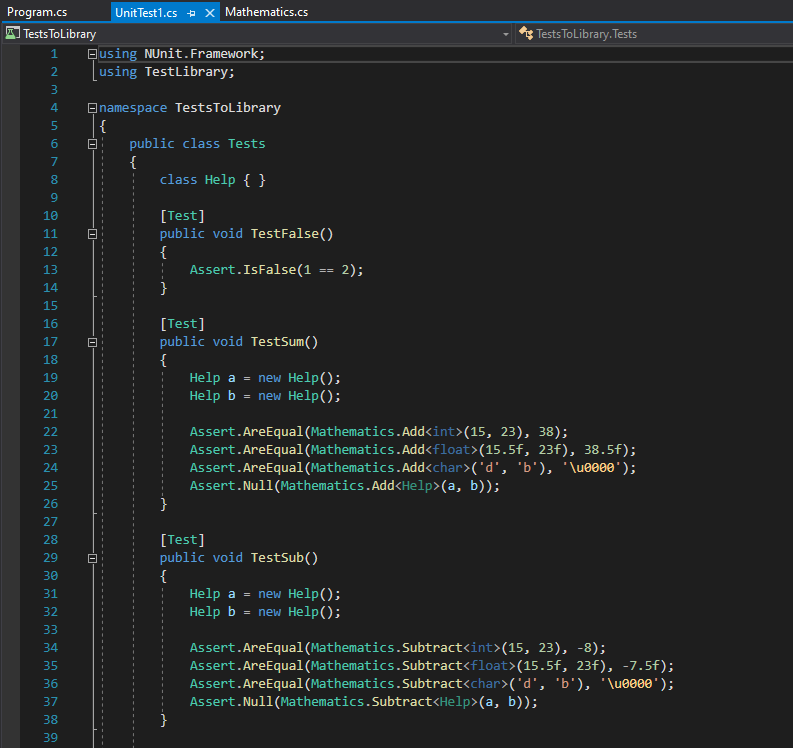 Program.cs UnitTest1.cs Mathematics.cs
TestsToLibrary TestsToLibrary.Tests
1 using NUnit.Framework;
2 using TestLibrary;
3
4 namespace TestsToLibrary
5 {
6 public class Tests
7 {
8 class Help { }
9
10 [Test]
11 public void TestFalse()
12 {
13 Assert.IsFalse(1 == 2);
14 }
15
16 [Test]
17 public void TestSum()
18 {
19 Help a = new Help();
20 Help b = new Help();
21
22 Assert.AreEqual(Mathematics.Add<int>(15, 23), 38);
23 Assert.AreEqual(Mathematics.Add<float>(15.5f, 23f), 38.5f);
24 Assert.AreEqual(Mathematics.Add<char>('d', 'b'), '\u0000');
25 Assert.Null(Mathematics.Add<Help>(a, b));
26 }
27
28 [Test]
29 public void TestSub()
30 {
31 Help a = new Help();
32 Help b = new Help();
33
34 Assert.AreEqual(Mathematics.Subtract<int>(15, 23), -8);
35 Assert.AreEqual(Mathematics.Subtract<float>(15.5f, 23f), -7.5f);
36 Assert.AreEqual(Mathematics.Subtract<char>('d', 'b'), '\u0000');
37 Assert.Null(Mathematics.Subtract<Help>(a, b));
38 }
39